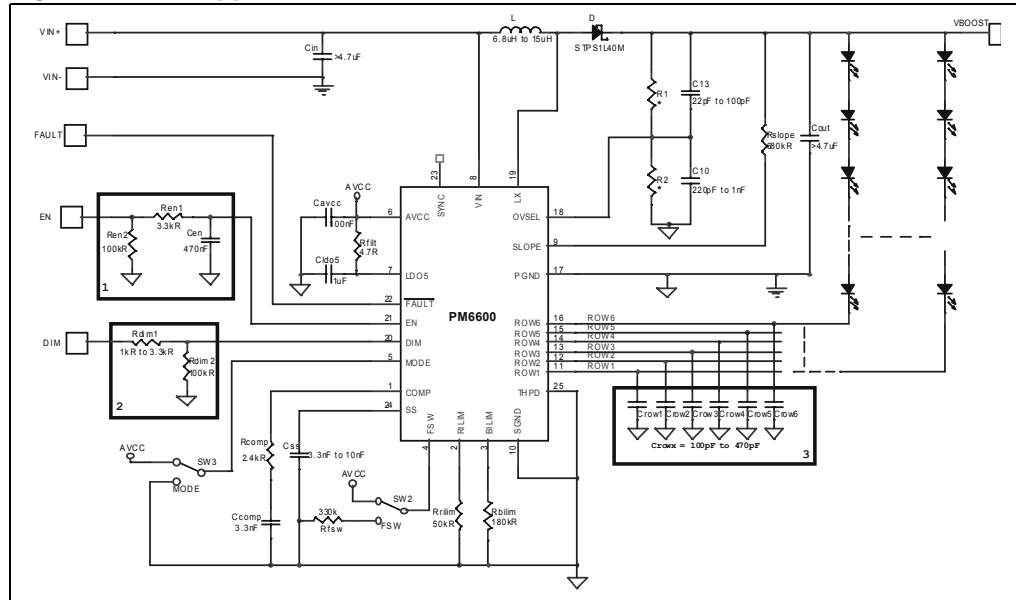 VIN+
L
6.8uH to 15uH
D
STPS1L40M
VBOOST
Cin
>4.7uF
VIN-
R1
*
C13
22pF to 100pF
FAULT
Rslope
680kR
Cout
>4.7uF
R2
*
C10
220pF to 1nF
23
8
19
SYNC
VIN
LX
AVCC
EN
Ren1
3.3kR
Ren2
100kR
Cen
470nF
1
Cavcc
100nF
Rfilt
4.7R
Cldo5
1uF
6
AVCC
OVSEL
18
SLOPE
9
7
LDO5
PGND
17
22
FAULT
PM6600
21
EN
ROW6
16
ROW6
ROW5
15
ROW5
DIM
Rdim1
1kR to 3.3kR
Rdim2
100kR
2
20
DIM
ROW4
14
ROW4
ROW3
13
ROW3
5
MODE
ROW2
12
ROW2
ROW1
11
ROW1
1
COMP
THPD
25
24
SS
FSW
RILIM
BILIM
SGND
4
2
3
10
Crow1
Crow2
Crow3
Crow4
Crow5
Crow6
Crowx = 100pF to 470pF
3
AVCC
SW3
MODE
Rcomp
2.4kR
Css
3.3nF to 10nF
AVCC
SW2
FSW
Ccomp
3.3nF
330k
Rfsw
Rrilim
50kR
Rbilim
180kR